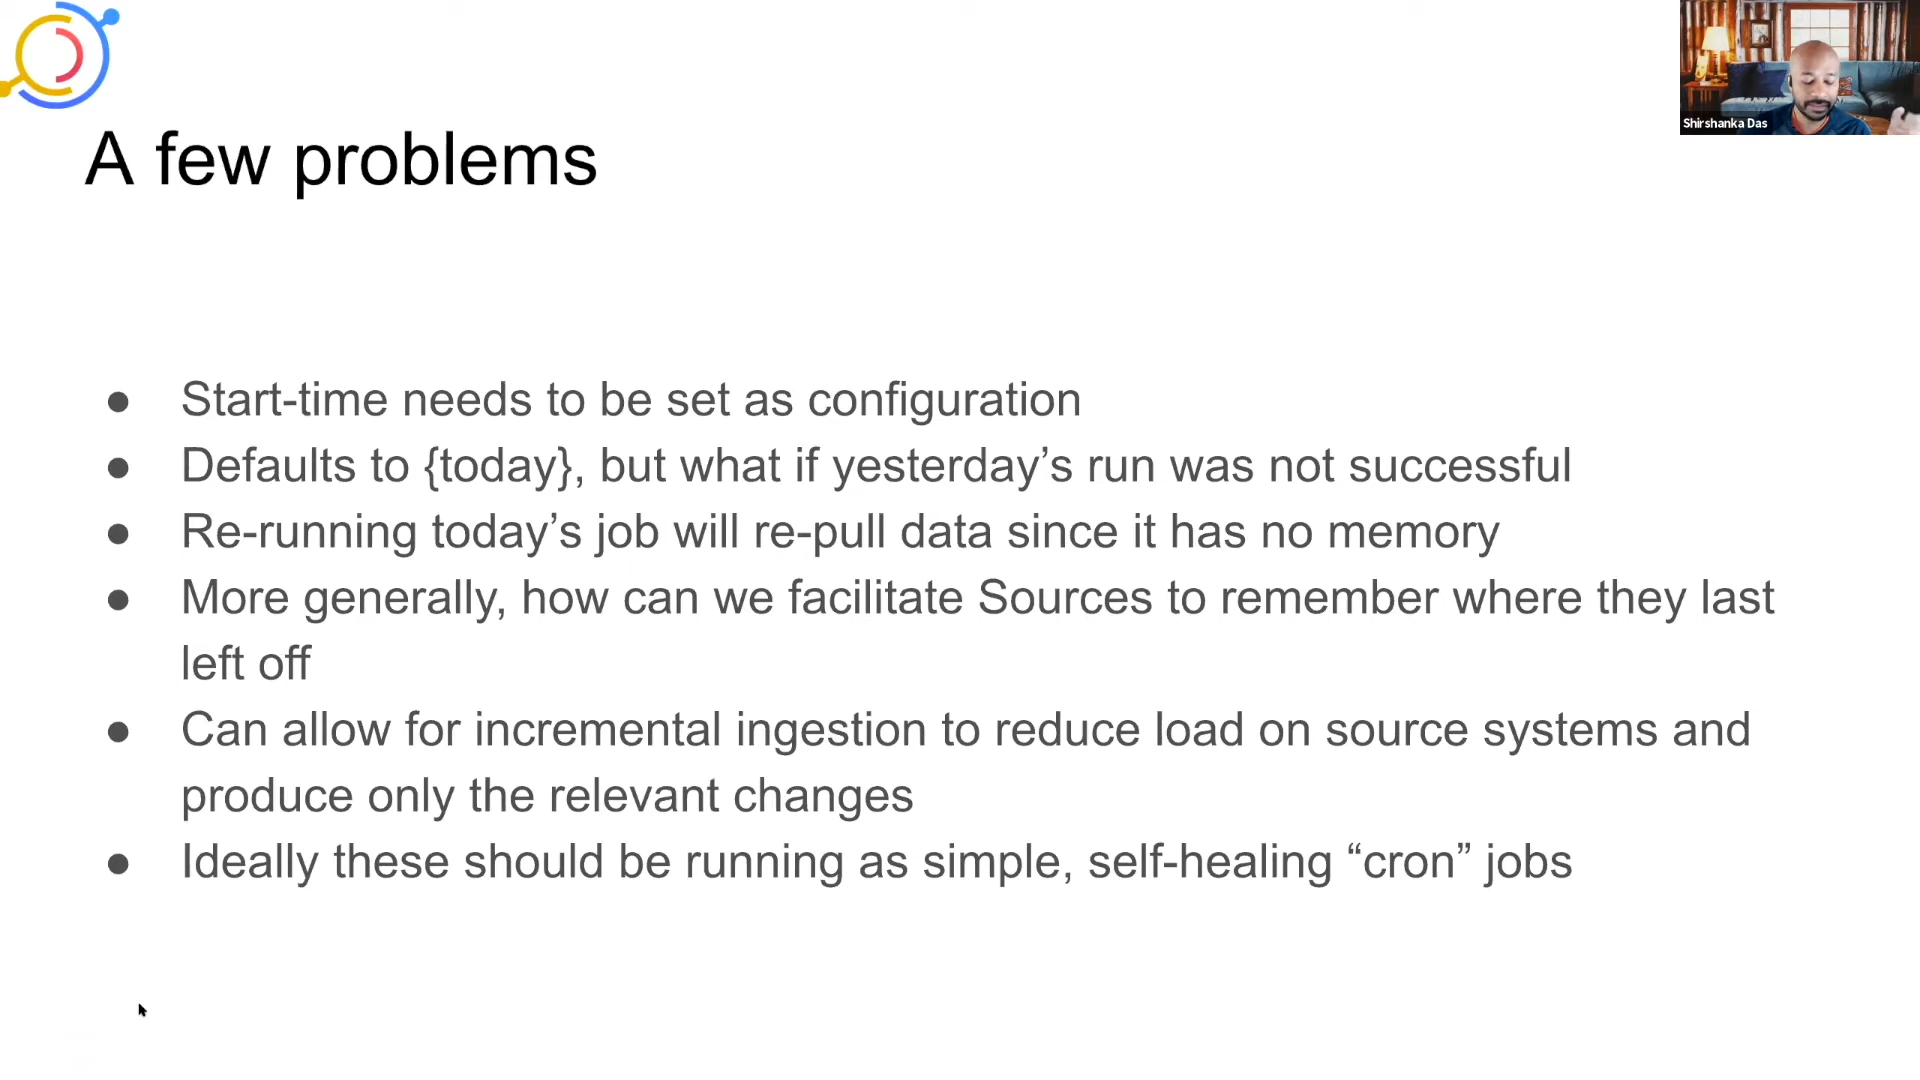 Shirshanka Das
A few problems
● Start-time needs to be set as configuration
● Defaults to {today}, but what if yesterday’s run was not successful
● Re-running today’s job will re-pull data since it has no memory
● More generally, how can we facilitate Sources to remember where they last
left off
● Can allow for incremental ingestion to reduce load on source systems and
produce only the relevant changes
● Ideally these should be running as simple, self-healing “cron” jobs